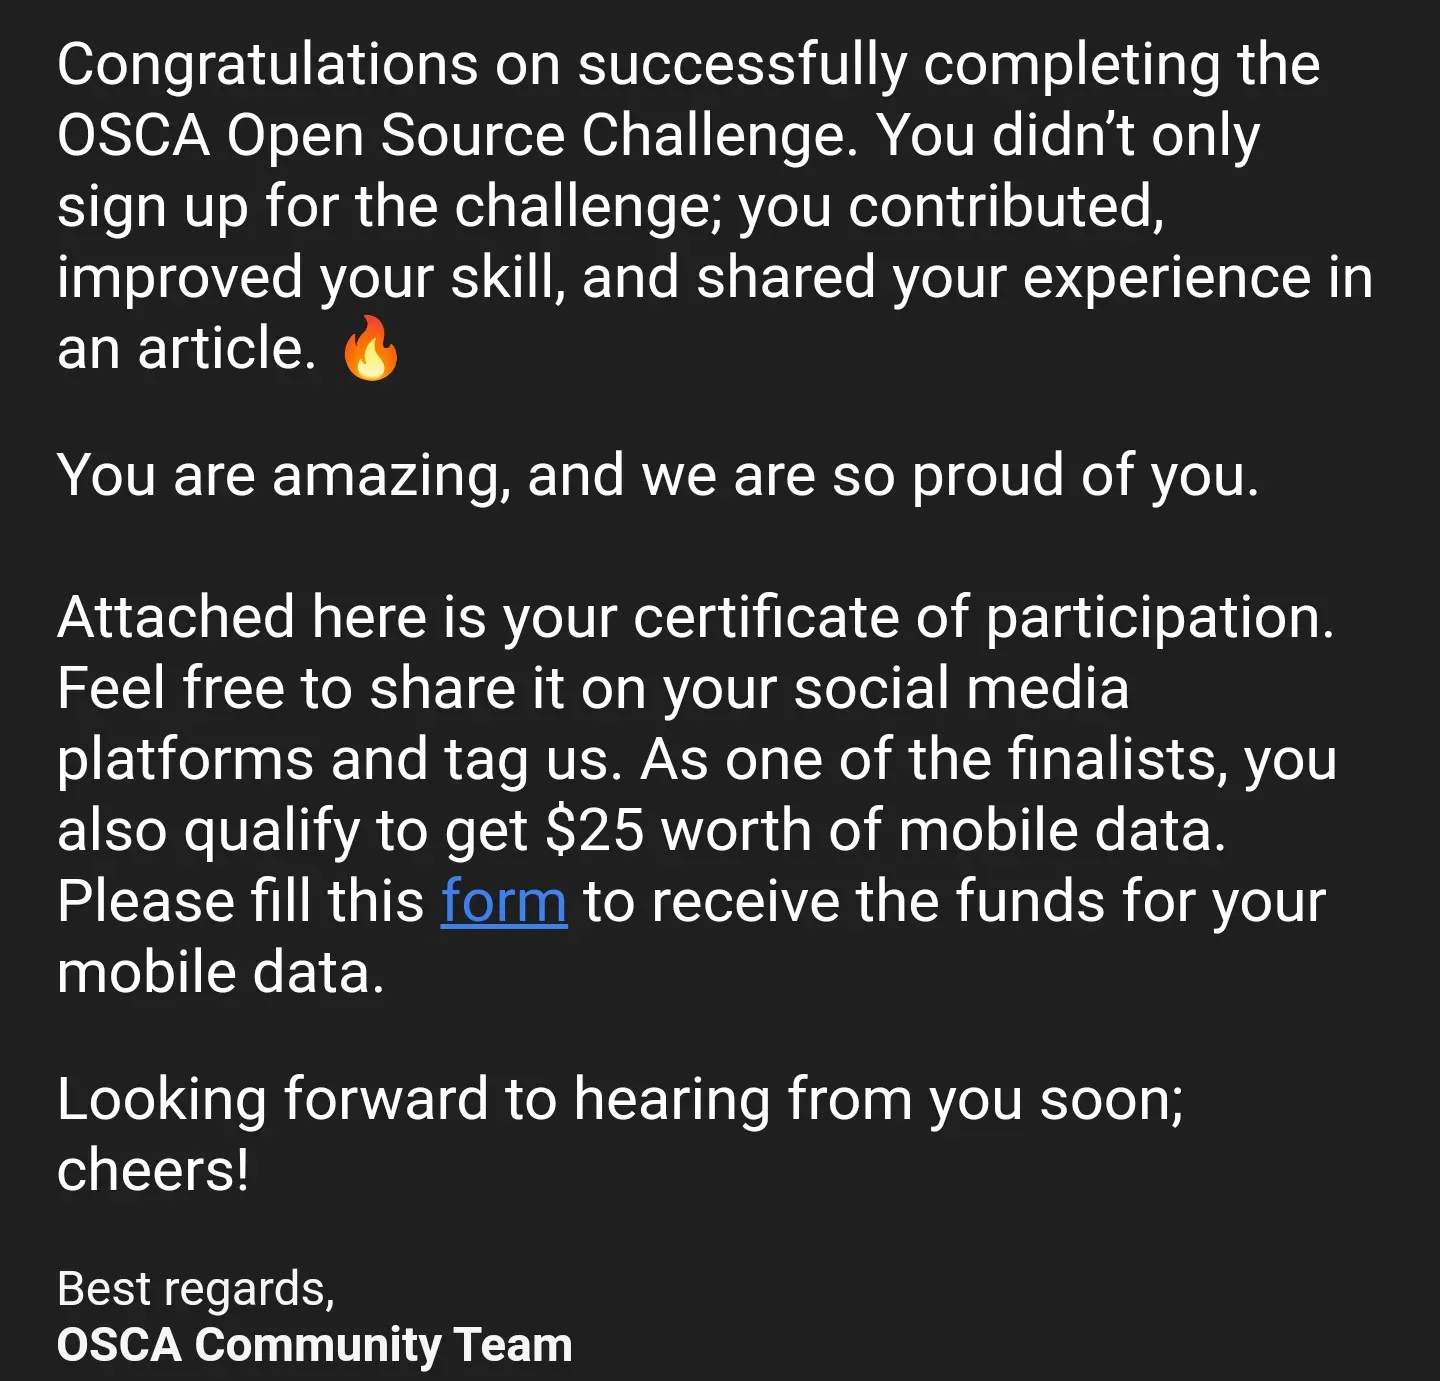 Congratulations on successfully completing the
OSCA Open Source Challenge. You didn’t only
sign up for the challenge; you contributed,
improved your skill, and shared your experience in
an article. 🔥
You are amazing, and we are so proud of you.
Attached here is your certificate of participation.
Feel free to share it on your social media
platforms and tag us. As one of the finalists, you
also qualify to get $25 worth of mobile data.
Please fill this form to receive the funds for your
mobile data.
Looking forward to hearing from you soon;
cheers!
Best regards,
OSCA Community Team